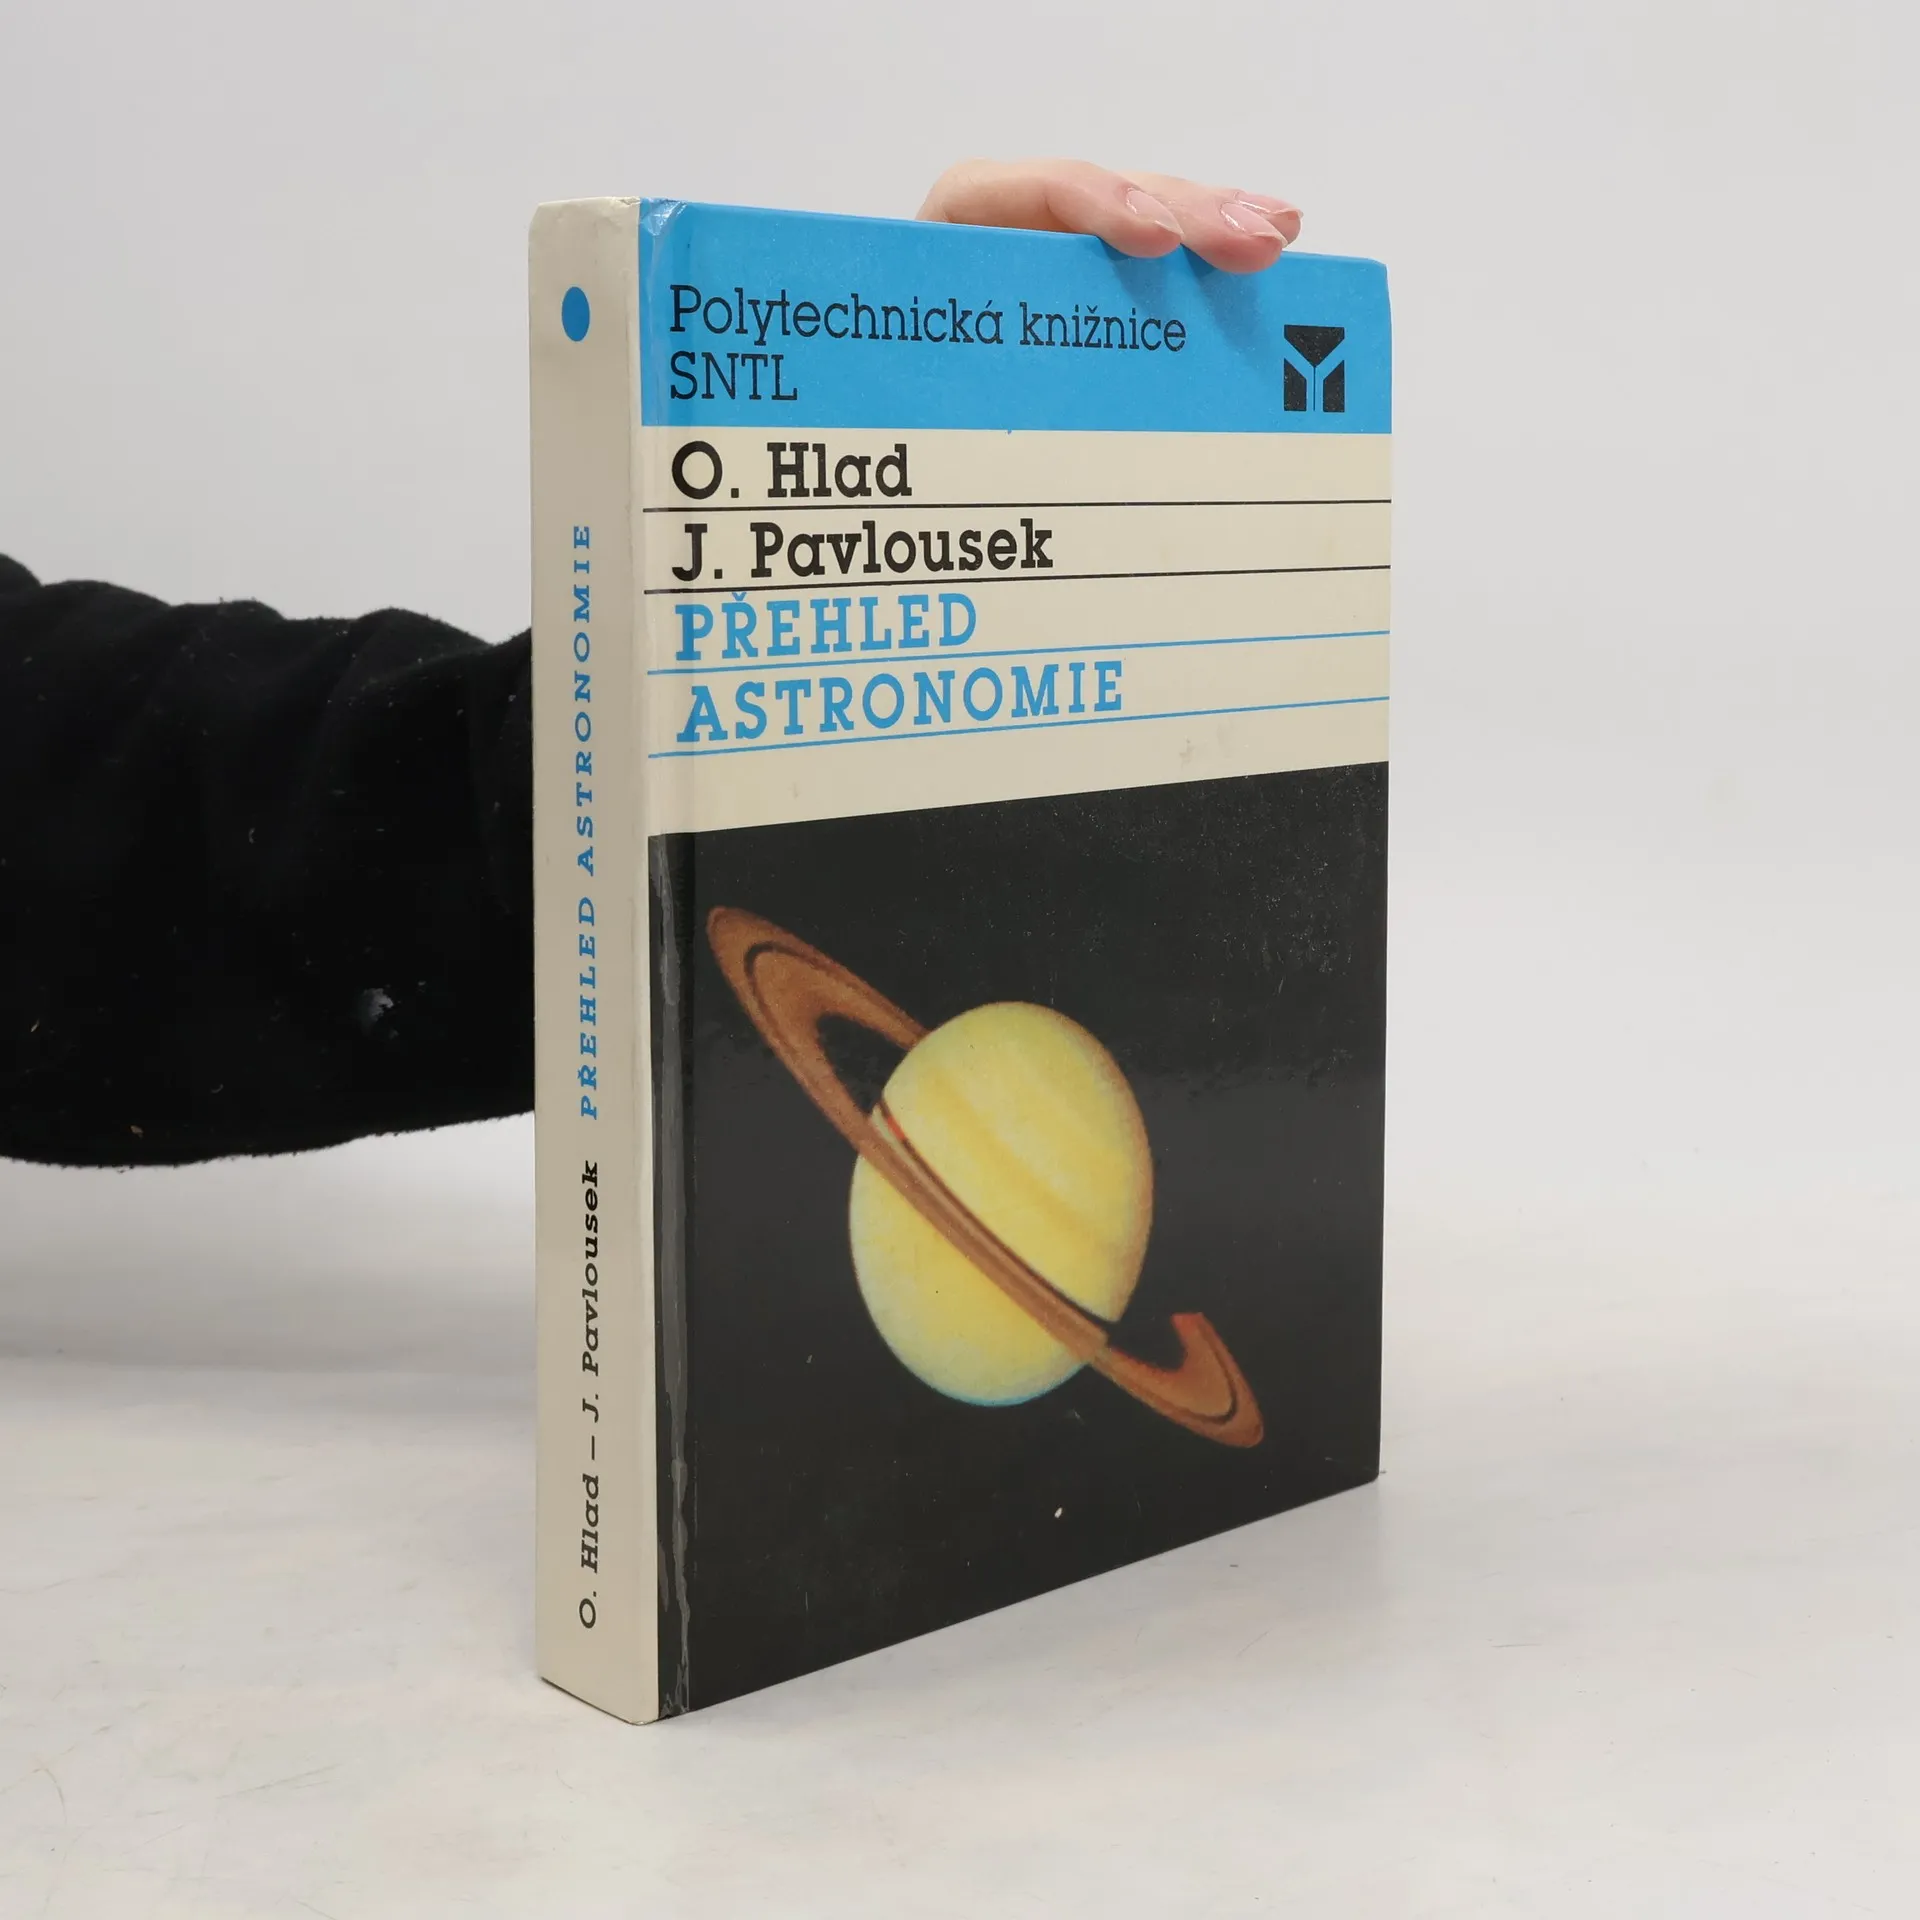 Polytechnická knižnice
SNTL
O. Hlad
J. Pavlousek
PŘEHLED
ASTRONOMIE
O. Hlad – J. Pavlousek PŘEHLED ASTRONOMIE